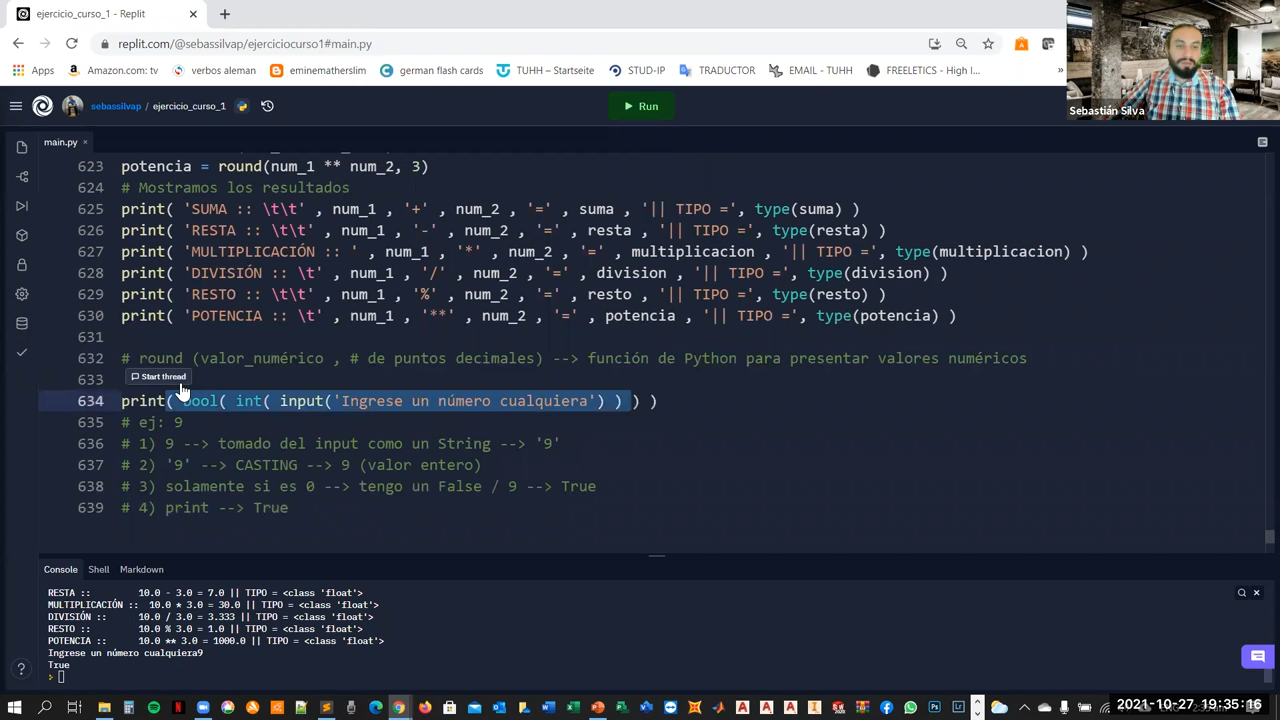 ejercicio_curso_1 - Replit
replit.com/@sebassilvap/ejerciciocurso1#main.py
Apps Amazon.com: tv verbos aleman eminematherslim german flash cards TUHH – Startseite STUD-IP TRADUCTOR EMAIL - TUHH FREELETICS - High I... »
Sebastián Silva
sebassilvap / ejercicio_curso_1 Run
main.py
623 potencia = round(num_1 ** num_2, 3)
624 # Mostramos los resultados
625 print( 'SUMA :: \t\t' , num_1 , '+' , num_2 , '=' , suma , '|| TIPO =', type(suma) )
626 print( 'RESTA :: \t\t' , num_1 , '-' , num_2 , '=' , resta , '|| TIPO =', type(resta) )
627 print( 'MULTIPLICACIÓN :: ' , num_1 , '*' , num_2 , '=' , multiplicacion , '|| TIPO =', type(multiplicacion) )
628 print( 'DIVISIÓN :: \t' , num_1 , '/' , num_2 , '=' , division , '|| TIPO =', type(division) )
629 print( 'RESTO :: \t\t' , num_1 , '%' , num_2 , '=' , resto , '|| TIPO =', type(resto) )
630 print( 'POTENCIA :: \t' , num_1 , '**' , num_2 , '=' , potencia , '|| TIPO =', type(potencia) )
631
632 # round (valor_numérico , # de puntos decimales) --> función de Python para presentar valores numéricos
633
Start thread
634 print( bool( int( input('Ingrese un número cualquiera') ) ) )
635 # ej: 9
636 # 1) 9 --> tomado del input como un String --> '9'
637 # 2) '9' --> CASTING --> 9 (valor entero)
638 # 3) solamente si es 0 --> tengo un False / 9 --> True
639 # 4) print --> True
Console Shell Markdown
RESTA :: 10.0 - 3.0 = 7.0 || TIPO = <class 'float'>
MULTIPLICACIÓN :: 10.0 * 3.0 = 30.0 || TIPO = <class 'float'>
DIVISIÓN :: 10.0 / 3.0 = 3.333 || TIPO = <class 'float'>
RESTO :: 10.0 % 3.0 = 1.0 || TIPO = <class 'float'>
POTENCIA :: 10.0 ** 3.0 = 1000.0 || TIPO = <class 'float'>
Ingrese un número cualquiera9
True
2021-10-27 19:35:16